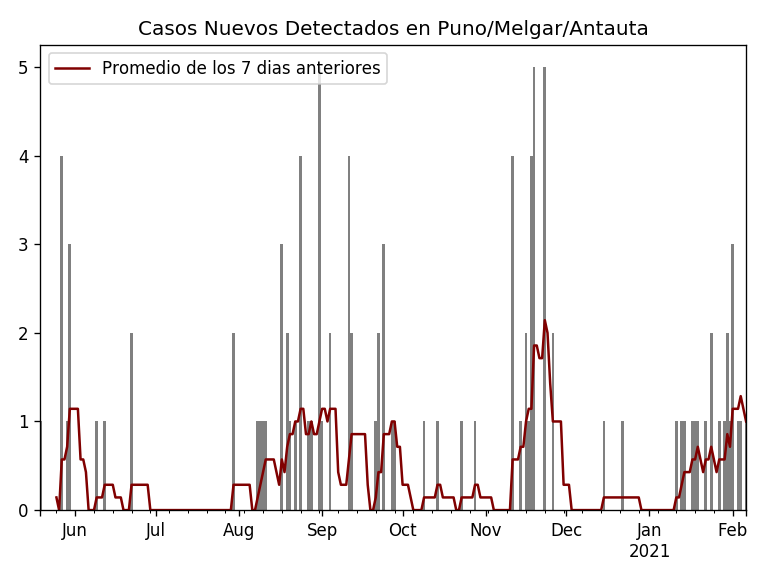 Casos Nuevos Detectados en Puno/Melgar/Antauta
Promedio de los 7 dias anteriores
5
4
3
2
1
0
Jun Jul Aug Sep Oct Nov Dec Jan Feb
2021